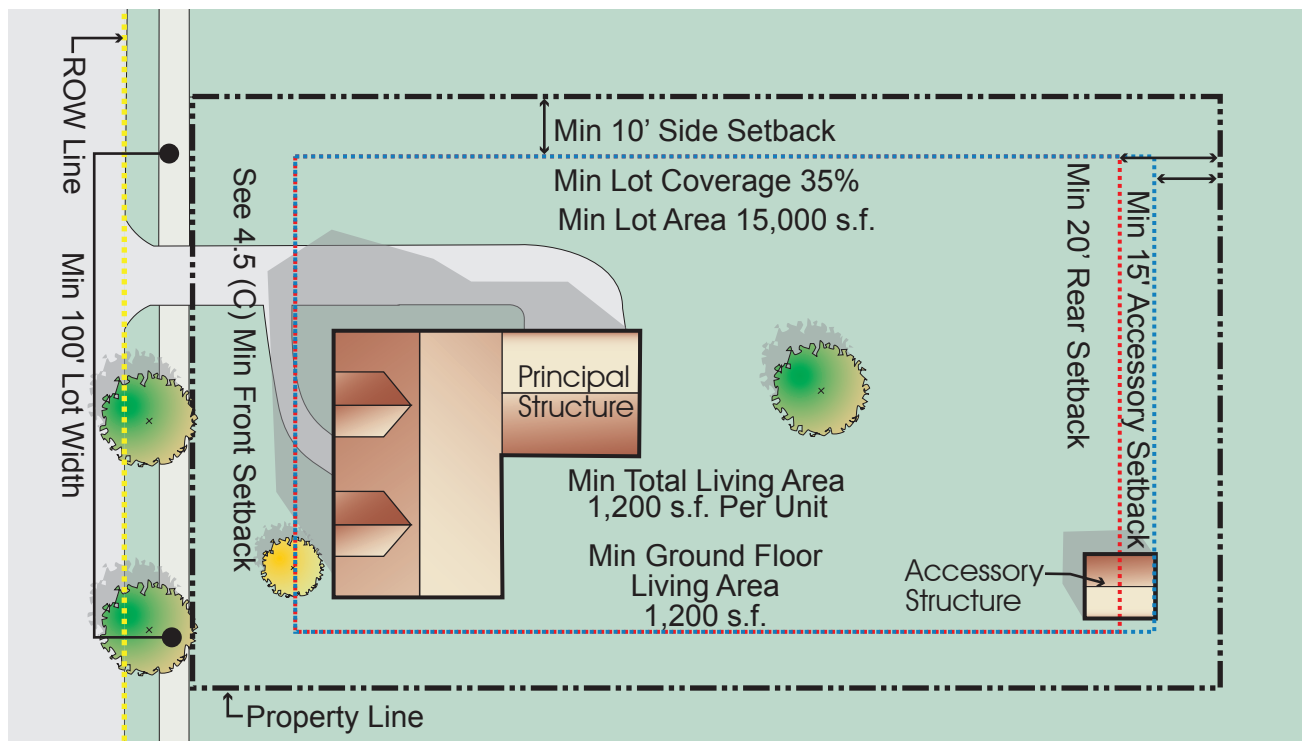 ROW Line
Min 100' Lot Width
See 4.5 (C) Min Front Setback
Min 10' Side Setback
Min Lot Coverage 35%
Min Lot Area 15,000 s.f.
Min 20' Rear Setback
Min 15' Accessory Setback
Principal
Structure
Min Total Living Area
1,200 s.f. Per Unit
Min Ground Floor
Living Area
1,200 s.f.
Accessory
Structure
Property Line